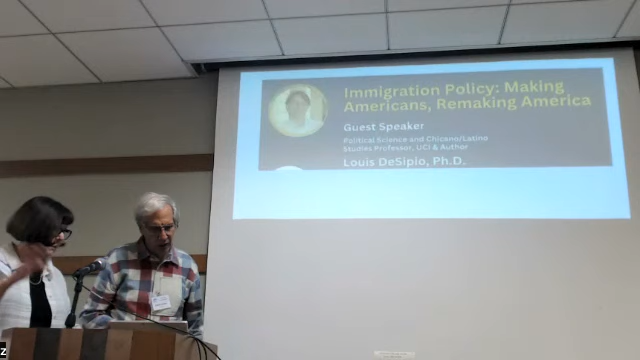 Immigration Policy: Making
Americans, Remaking America
Guest Speaker
Political Science and Chicano/Latino
Studies Professor, UCI & Author
Louis DeSipio, Ph.D.
z